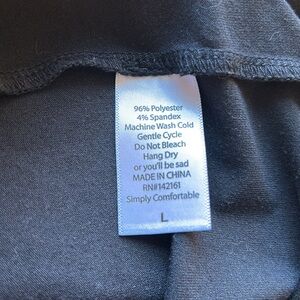 96% Polyester
4% Spandex
Machine Wash Cold
Gentle Cycle
Do Not Bleach
Hang Dry
or you'll be sad
MADE IN CHINA
RN#142161
Simply Comfortable
L